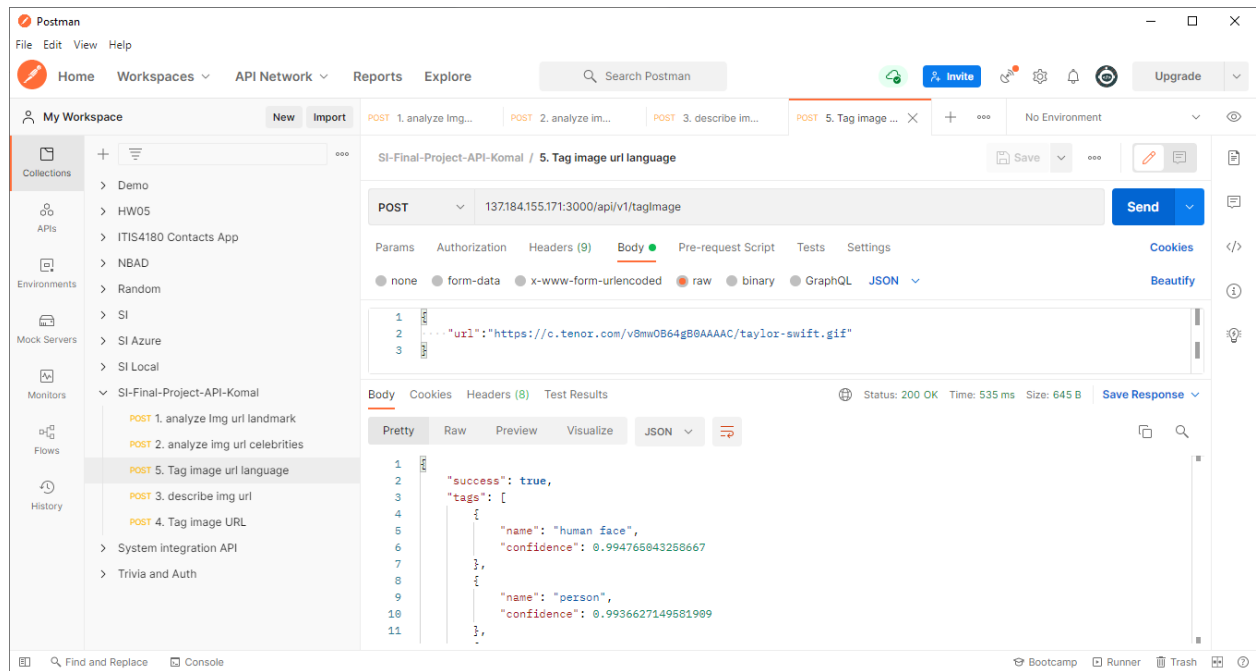 Postman
File Edit View Help
Home Workspaces API Network Reports Explore Search Postman Invite Upgrade
My Workspace New Import
POST 1. analyze Img... POST 2. analyze im... POST 3. describe im... POST 5. Tag image ... No Environment
Collections
APIs
Environments
Mock Servers
Monitors
Flows
History
Demo
HW05
ITIS4180 Contacts App
NBAD
Random
SI
SI Azure
SI Local
SI-Final-Project-API-Komal
POST 1. analyze Img url landmark
POST 2. analyze img url celebrities
POST 5. Tag image url language
POST 3. describe img url
POST 4. Tag image URL
System integration API
Trivia and Auth
SI-Final-Project-API-Komal / 5. Tag image url language Save
POST 137.184.155.171:3000/api/v1/tagImage Send
Params Authorization Headers (9) Body Pre-request Script Tests Settings Cookies
none form-data x-www-form-urlencoded raw binary GraphQL JSON Beautify
1 {
2 "url":"https://c.tenor.com/v8mwOB64gB0AAAAC/taylor-swift.gif"
3 }
Body Cookies Headers (8) Test Results Status: 200 OK Time: 535 ms Size: 645 B Save Response
Pretty Raw Preview Visualize JSON
1 {
2 "success": true,
3 "tags": [
4 {
5 "name": "human face",
6 "confidence": 0.994765043258667
7 },
8 {
9 "name": "person",
10 "confidence": 0.9936627149581909
11 },
Find and Replace Console Bootcamp Runner Trash